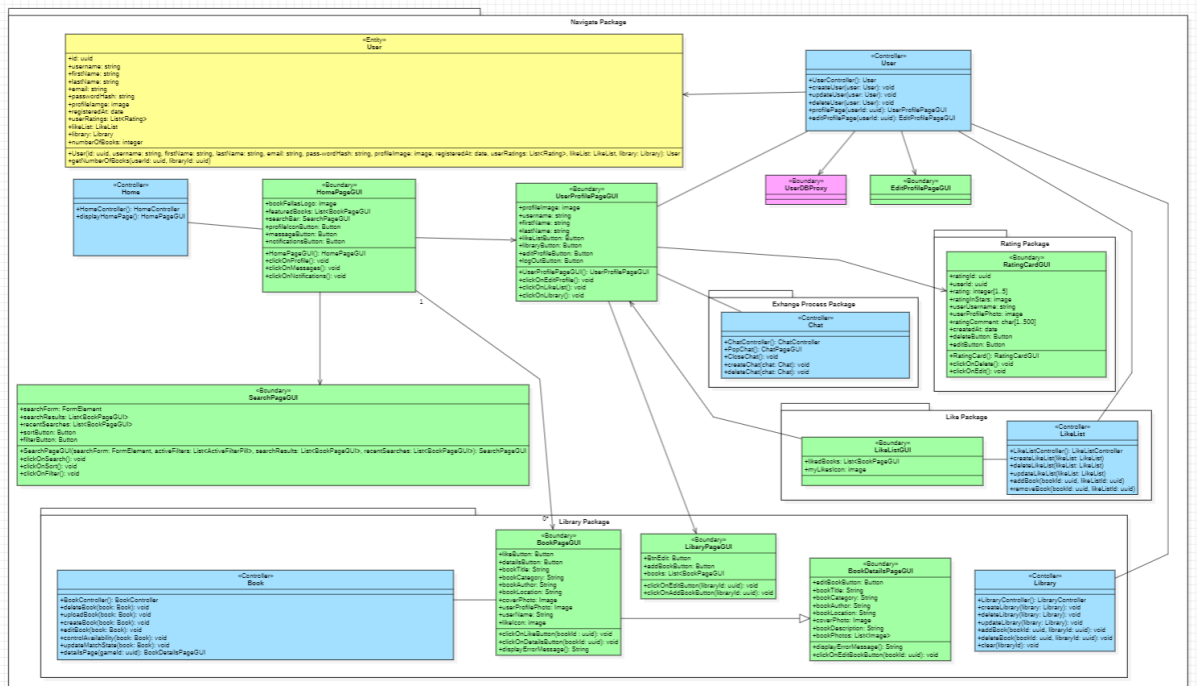 Navigate Package
«Entity»
User
+id: uuid
+username: string
+firstName: string
+lastName: string
+email: string
+passwordHash: string
+profileIamge: image
+registeredAt: date
+userRatings: List<Rating>
+likeList: LikeList
+library: Library
+numberOfBooks: integer
+User(id: uuid, username: string, firstName: string, lastName: string, email: string, pass-wordHash: string, profileImage: image, registeredAt: date, userRatings: List<Rating>, likeList: LikeList, library: Library): User
+getNumberOfBooks(userId: uuid, libraryId: uuid)
«Controller»
User
+UserController(): User
+createUser(user: User): void
+updateUser(user: User): void
+deleteUser(user: User): void
+profilePage(userId: uuid): UserProfilePageGUI
+editProfilePage(userId: uuid): EditProfilePageGUI
«Boundary»
UserDBProxy
«Boundary»
EditProfilePageGUI
«Controller»
Home
+HomeController(): HomeController
+displayHomePage(): HomePageGUI
«Boundary»
HomePageGUI
+bookFellasLogo: image
+featuredBooks: List<BookPageGUI
+searchBar: SearchPageGUI
+profileIconButton: Button
+messageButton: Button
+notificationsButton: Button
+HomePageGUI(): HomePageGUI
+clickOnProfile(): void
+clickOnMessages(): void
+clickOnNotifications(): void
1
«Boundary»
UserProfilePageGUI
+profileImage: image
+username: string
+firstName: string
+lastName: string
+likeListButton: Button
+libraryButton: Button
+editProfileButton: Button
+logOutButton: Button
+UserProfilePageGUI(): UserProfilePageGUI
+clickOnEditProfile(): void
+clickOnLikeList(): void
+clickOnLibrary(): void
Rating Package
«Boundary»
RatingCardGUI
+ratingId: uuid
+userId: uuid
+rating: integer[1..5]
+ratingInStars: image
+userUsername: string
+userProfilePhoto: image
+ratingComment: char[1..500]
+createdAt: date
+deleteButton: Button
+editButton: Button
+RatingCard(): RatingCardGUI
+clickOnDelete(): void
+clickOnEdit(): void
Exhange Process Package
«Controller»
Chat
+ChatController(): ChatController
+PopChat(): ChatPageGUI
+CloseChat(): void
+createChat(chat: Chat): void
+deleteChat(chat: Chat): void
«Boundary»
SearchPageGUI
+searchForm: FormElement
+searchResults: List<BookPageGUI>
+recentSearches: List<BookPageGUI>
+sortButton: Button
+filterButton: Button
+SearchPageGUI(searchForm: FormElement, activeFilters: List<ActiveFilterPill>, searchResults: List<BookPageGUI>, recentSearches: List<BookPageGUI>): SearchPageGUI
+clickOnSearch(): void
+clickOnSort(): void
+clickOnFilter(): void
Like Package
«Boundary»
LikeListGUI
+likedBooks: List<BookPageGUI
+myLikesIcon: image
«Controller»
LikeList
+LikeListController(): LikeListController
+createLikeList(likeList: LikeList)
+deleteLikeList(likeList: LikeList)
+updateLikeList(likeList: LikeList)
+addBook(bookId: uuid, likeListId: uuid)
+removeBook(bookId: uuid, likeListId: uuid)
0*
Library Package
«Controller»
Book
+BookController(): BookController
+deleteBook(book: Book): void
+uploadBook(book: Book): void
+createBook(book: Book): void
+editBook(book: Book): void
+controlAvailability(book: Book): void
+updateMatchState(book: Book): void
+detailsPage(gameId: uuid): BookDetailsPageGUI
«Boundary»
BookPageGUI
+likeButton: Button
+detailsButton: Button
+bookTitle: String
+bookCategory: String
+bookAuthor: String
+bookLocation: String
+coverPhoto: Image
+userProfilePhoto: Image
+userName: String
+likeIcon: image
+clickOnLikeButton(bookId : uuid): void
+clickOnDetailsButton(bookId: uuid): void
+displayErrorMessage(): String
«Boundary»
LibaryPageGUI
+BtnEdit: Button
+addBookButton: Button
+books: List<BookPageGUI
+clickOnEditButton(libraryId: uuid): void
+clickOnAddBookButton(libraryId: uuid): void
«Boundary»
BookDetailsPageGUI
+editBookButton: Button
+bookTitle: String
+bookCategory: String
+bookAuthor: String
+bookLocation: String
+coverPhoto: Image
+bookDescription: String
+bookPhotos: List<Image>
+displayErrorMessage(): String
+clickOnEditBookButton(bookId: uuid): void
«Controller»
Library
+LibraryController(): LibraryController
+createLibrary(library: Library): void
+deleteLibrary(library: Library): void
+updateLibrary(library: Library): void
+addBook(bookId: uuid, libraryId: uuid): void
+deleteBook(bookId: uuid, libraryId: uuid): void
+clear(libraryId): void